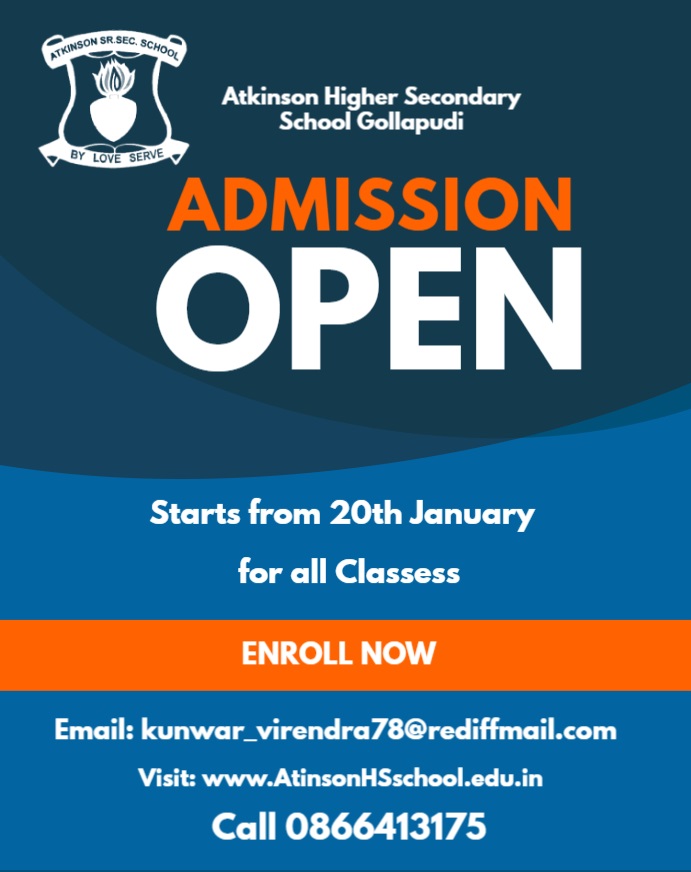 ATKINSON SR.SEC. SCHOOL
BY LOVE SERVE
Atkinson Higher Secondary
School Gollapudi
ADMISSION
OPEN
Starts from 20th January
for all Classess
ENROLL NOW
Email: kunwar_virendra78@rediffmail.com
Visit: www.AtinsonHSschool.edu.in
Call 0866413175